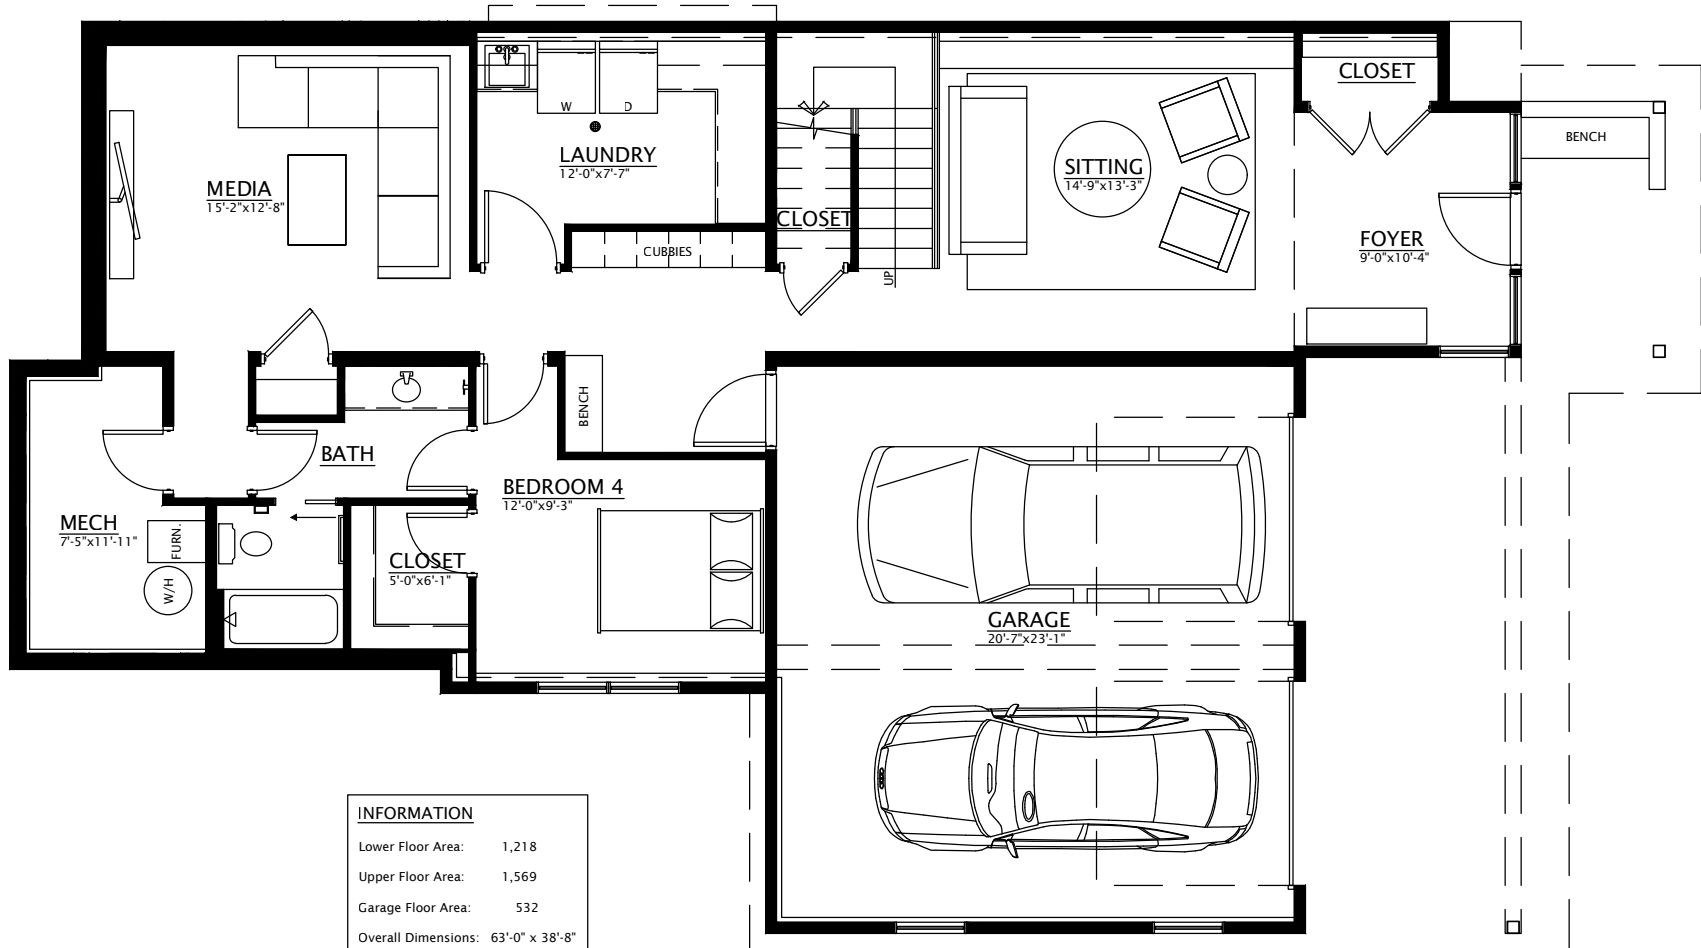 CLOSET
W
D
BENCH
LAUNDRY
12'-0"x7'-7"
SITTING
14'-9"x13'-3"
MEDIA
15'-2"x12'-8"
CLOSET
FOYER
9'-0"x10'-4"
CUBBIES
UP
BENCH
BATH
BEDROOM 4
12'-0"x9'-3"
MECH
7'-5"x11'-11"
FURN.
CLOSET
5'-0"x6'-1"
W/H
GARAGE
20'-7"x23'-1"
INFORMATION
Lower Floor Area: 1,218
Upper Floor Area: 1,569
Garage Floor Area: 532
Overall Dimensions: 63'-0" x 38'-8"